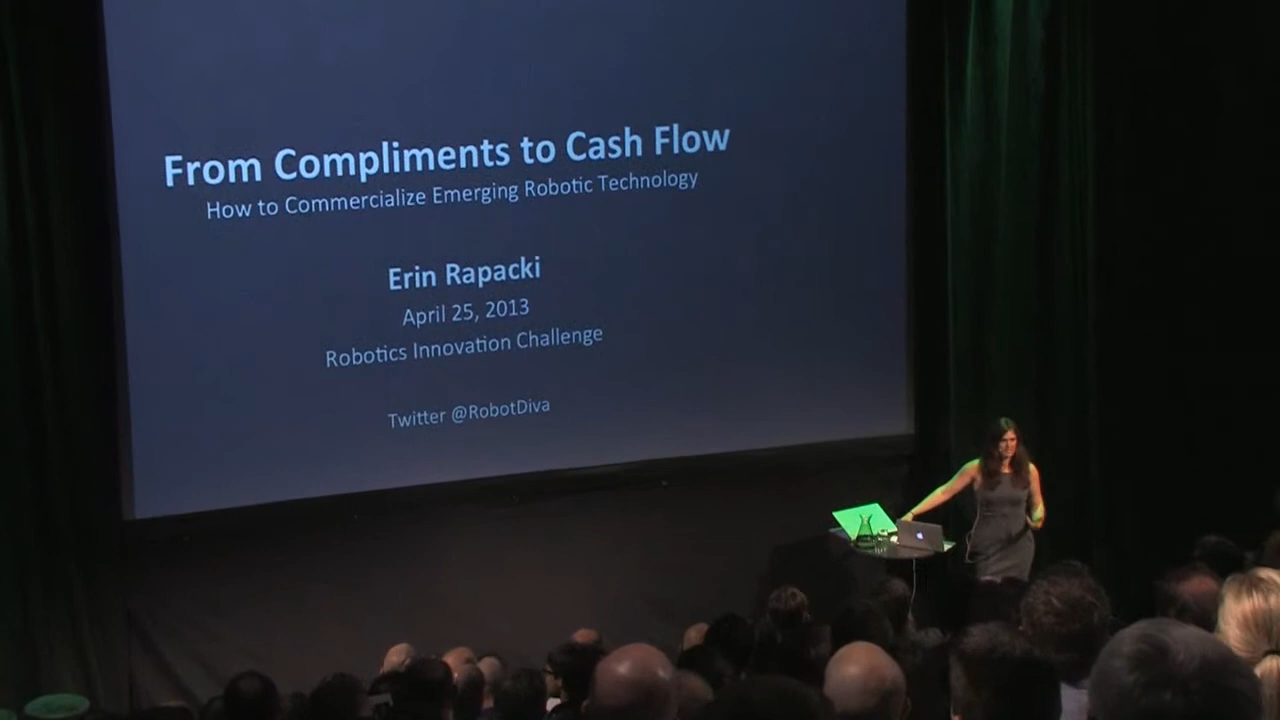 From Compliments to Cash Flow
How to Commercialize Emerging Robotic Technology
Erin Rapacki
April 25, 2013
Robotics Innovation Challenge
Twitter @RobotDiva